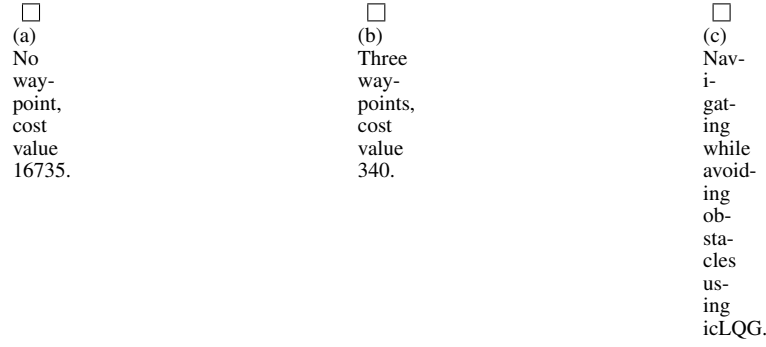 (a)
No
way-
point,
cost
value
16735.
(b)
Three
way-
points,
cost
value
340.
(c)
Nav-
i-
gat-
ing
while
avoid-
ing
ob-
sta-
cles
us-
ing
icLQG.